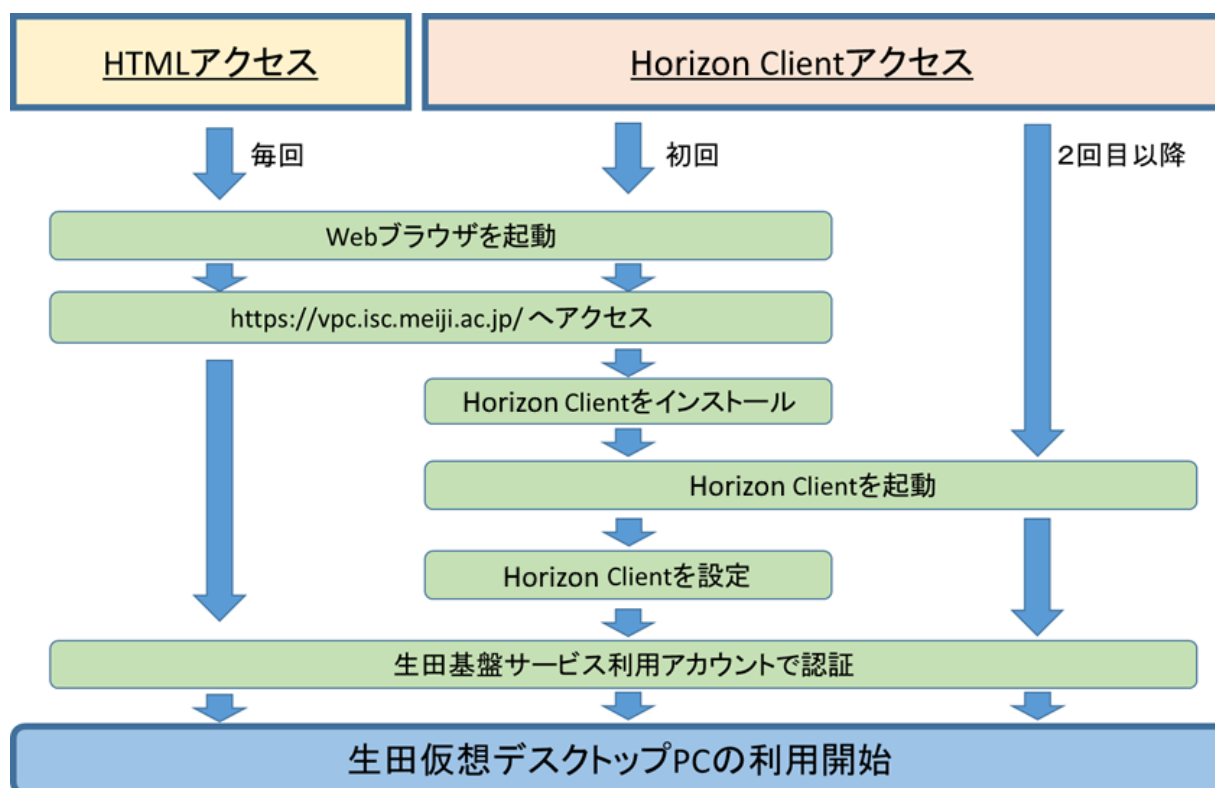 HTMLアクセス
Horizon Clientアクセス
毎回
初回
２回目以降
Webブラウザを起動
https://vpc.isc.meiji.ac.jp/ へアクセス
Horizon Clientをインストール
Horizon Clientを起動
Horizon Clientを設定
生田基盤サービス利用アカウントで認証
生田仮想デスクトップPCの利用開始